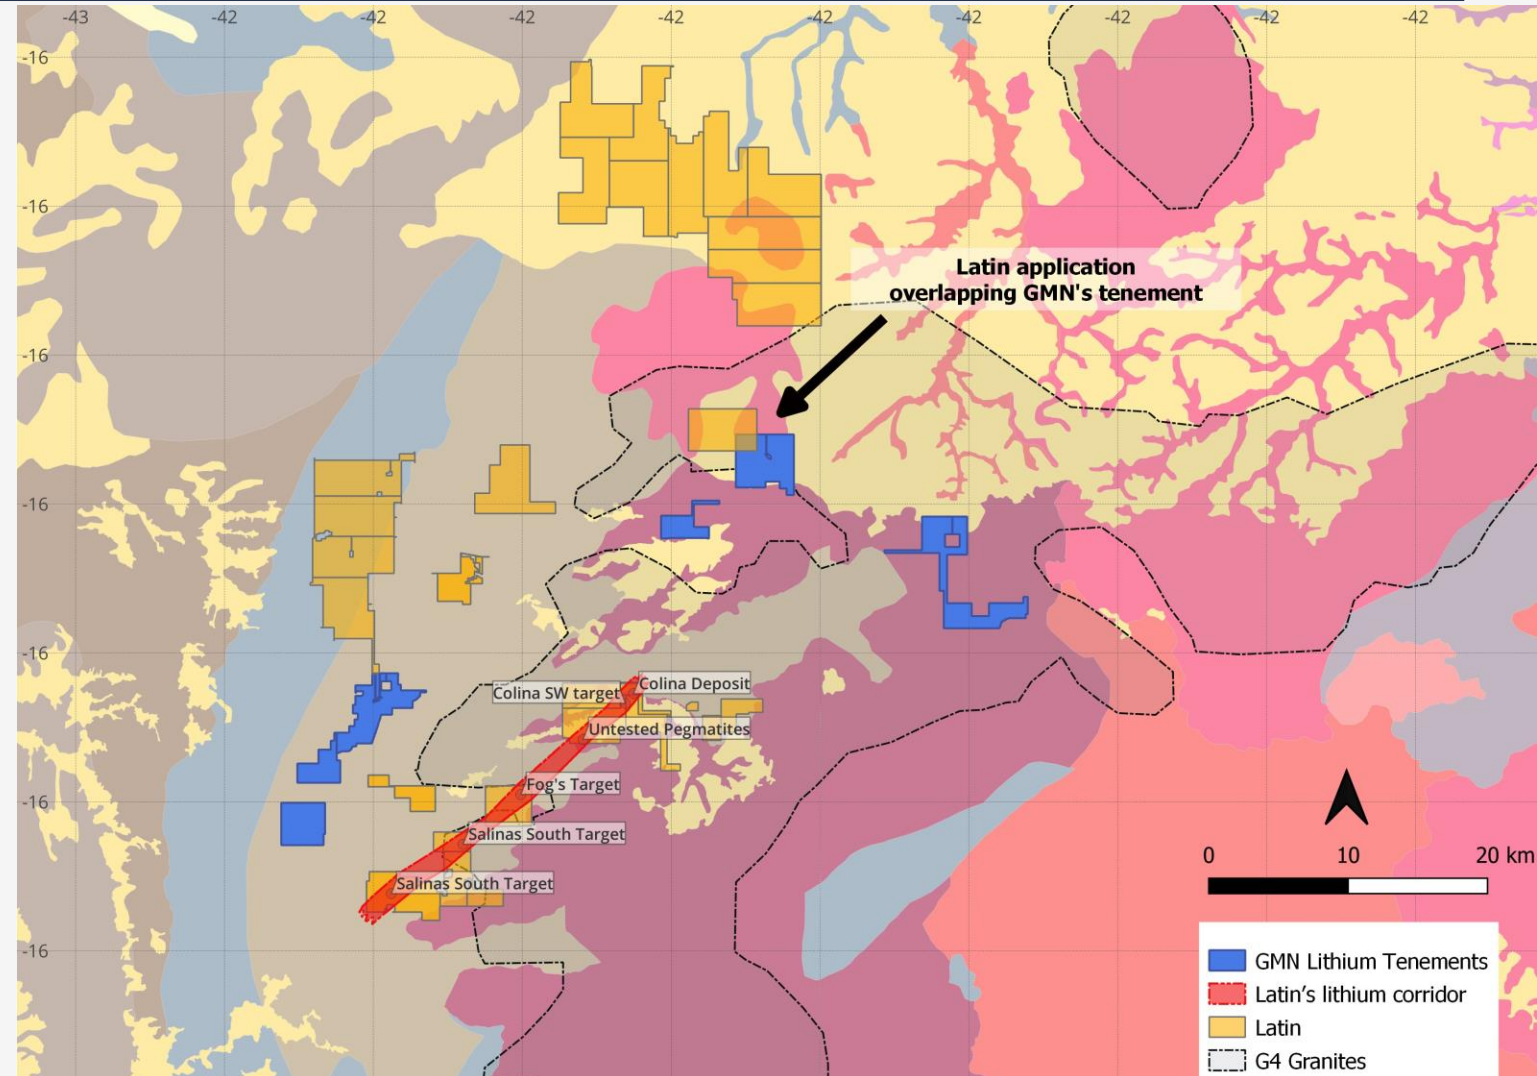 -43
-42
-42
-42
-42
-42
-42
-42
-42
-42
-16
-16
-16
-16
-16
-16
-16
Latin application
overlapping GMN's tenement
Colina Deposit
Colina SW target
Untested Pegmatites
Fog's Target
Salinas South Target
Salinas South Target
0 10 20 km
GMN Lithium Tenements
Latin's lithium corridor
Latin
G4 Granites